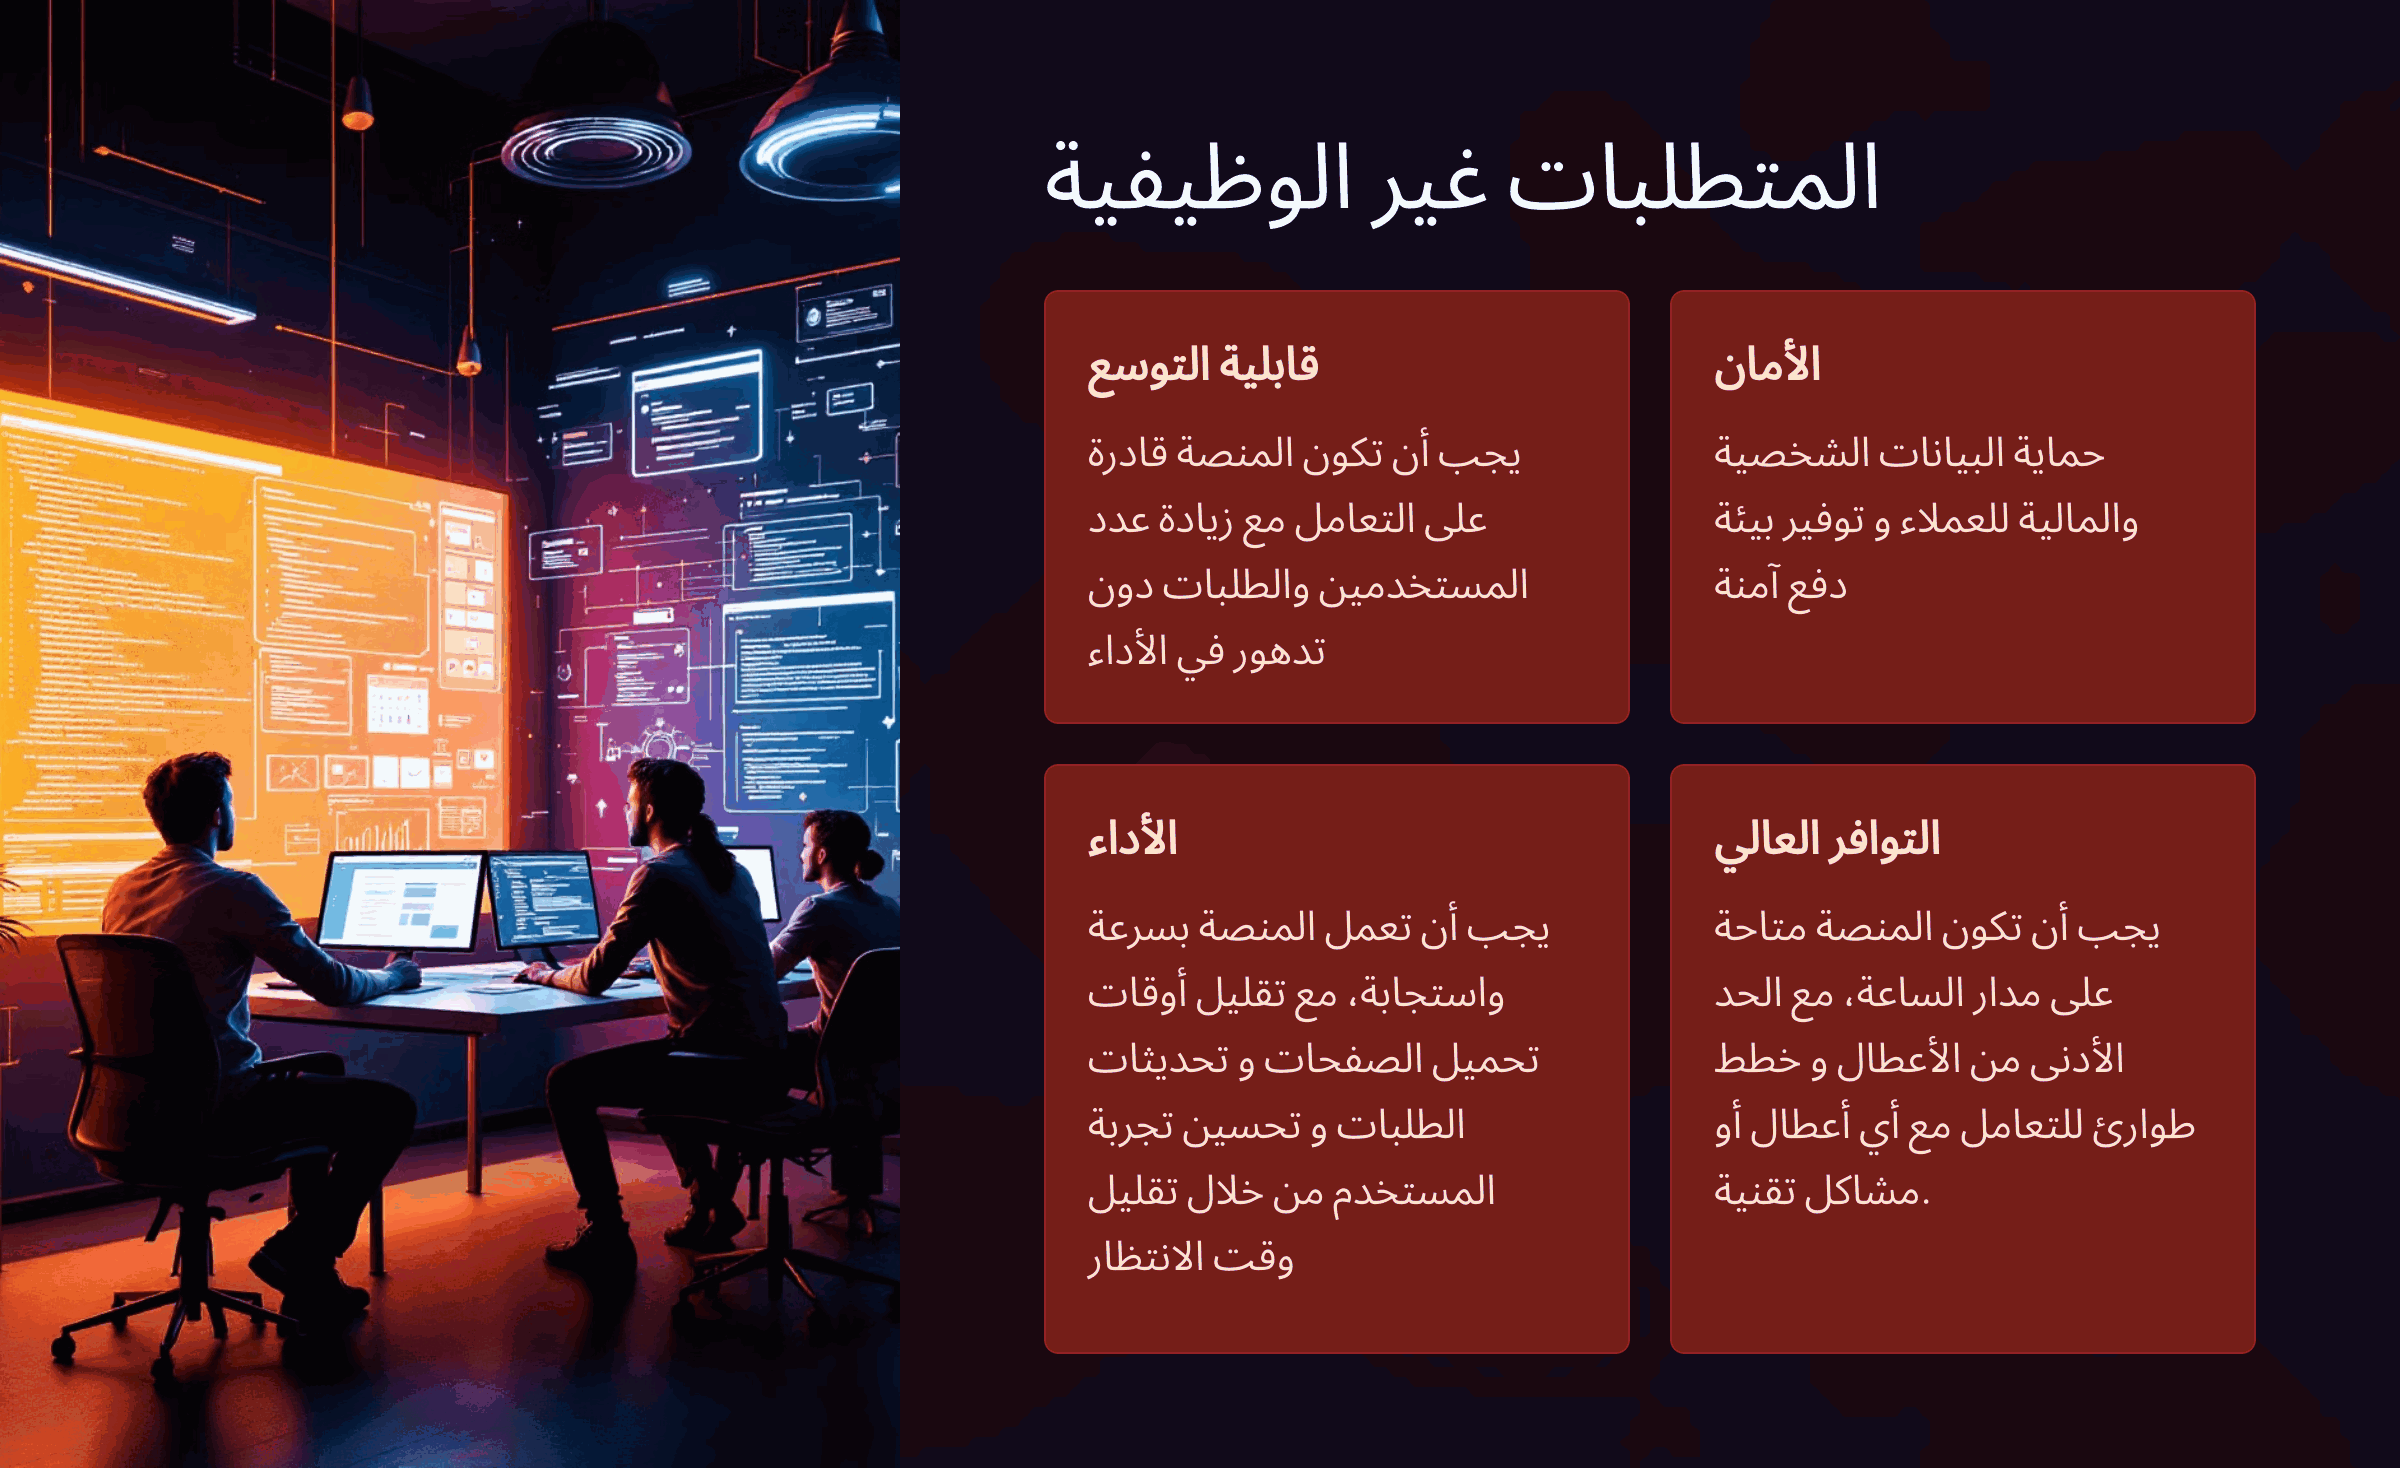 المتطلبات غير الوظيفية
الأمان
حماية البيانات الشخصية
والمالية للعملاء و توفير بيئة
دفع آمنة
قابلية التوسع
يجب أن تكون المنصة قادرة
على التعامل مع زيادة عدد
المستخدمين والطلبات دون
تدهور في الأداء
التوافر العالي
يجب أن تكون المنصة متاحة
على مدار الساعة، مع الحد
الأدنى من الأعطال و خطط
طوارئ للتعامل مع أي أعطال أو
مشاكل تقنية.
الأداء
يجب أن تعمل المنصة بسرعة
واستجابة، مع تقليل أوقات
تحميل الصفحات و تحديثات
الطلبات و تحسين تجربة
المستخدم من خلال تقليل
وقت الانتظار